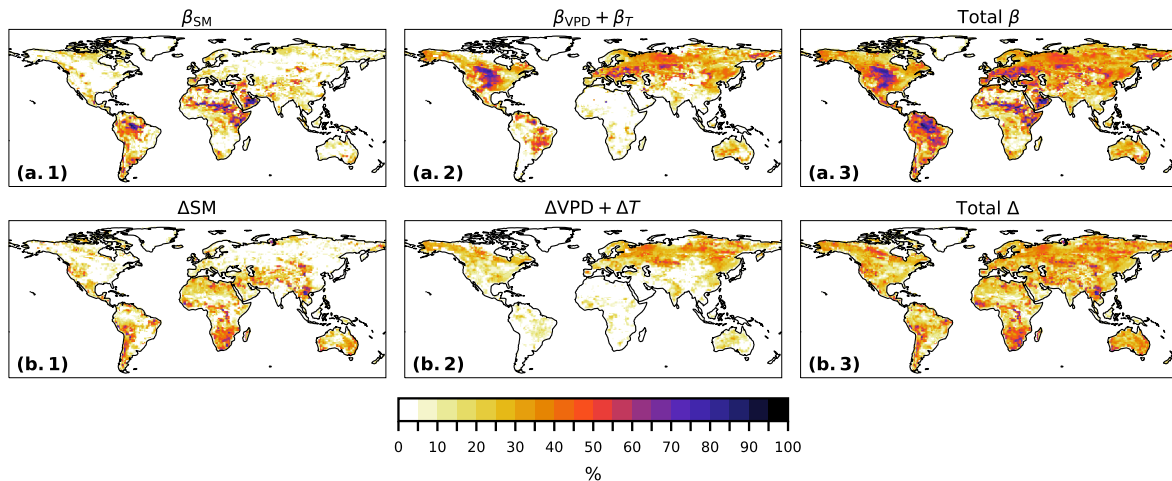 β_SM
β_VPD + β_T
Total β
(a. 1)
(a. 2)
(a. 3)
ΔSM
ΔVPD + ΔT
Total Δ
(b. 1)
(b. 2)
(b. 3)
0 10 20 30 40 50 60 70 80 90 100
%